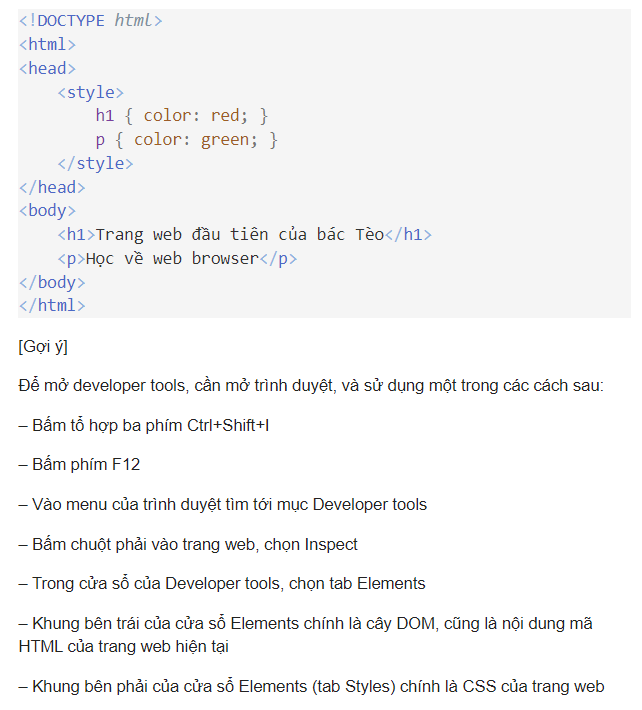 <!DOCTYPE html>
<html>
<head>
    <style>
        h1 { color: red; }
        p { color: green; }
    </style>
</head>
<body>
    <h1>Trang web đầu tiên của bác Tèo</h1>
    <p>Học về web browser</p>
</body>
</html>
[Gợi ý]
Để mở developer tools, cần mở trình duyệt, và sử dụng một trong các cách sau:
– Bấm tổ hợp ba phím Ctrl+Shift+I
– Bấm phím F12
– Vào menu của trình duyệt tìm tới mục Developer tools
– Bấm chuột phải vào trang web, chọn Inspect
– Trong cửa sổ của Developer tools, chọn tab Elements
– Khung bên trái của cửa sổ Elements chính là cây DOM, cũng là nội dung mã
HTML của trang web hiện tại
– Khung bên phải của cửa sổ Elements (tab Styles) chính là CSS của trang web